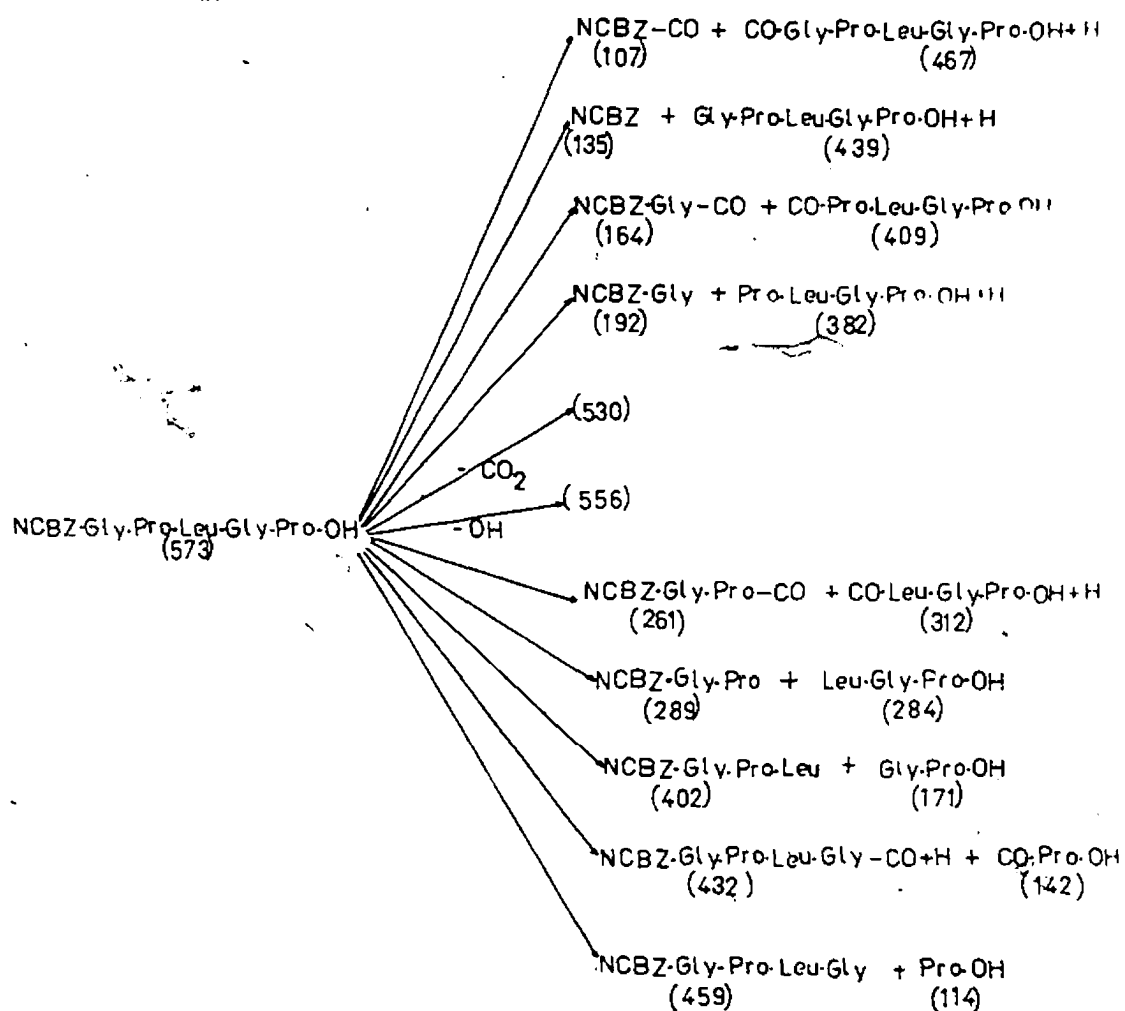 NCBZ-CO + CO-Gly-Pro-Leu-Gly-Pro-OH+H
(107) (467)
NCBZ + Gly-Pro-Leu-Gly-Pro-OH+H
(135) (439)
NCBZ-Gly-CO + CO-Pro-Leu-Gly-Pro OH
(164) (409)
NCBZ-Gly + Pro-Leu-Gly-Pro-OH+H
(192) (382)
(530)
- CO2
(556)
NCBZ-Gly-Pro-Leu-Gly-Pro-OH -OH
(573)
NCBZ-Gly-Pro-CO + CO-Leu-Gly-Pro-OH+H
(261) (312)
NCBZ-Gly-Pro + Leu-Gly-Pro-OH
(289) (284)
NCBZ-Gly-Pro-Leu + Gly-Pro-OH
(402) (171)
NCBZ-Gly-Pro-Leu-Gly-CO+H + CO-Pro-OH
(432) (142)
NCBZ-Gly-Pro-Leu-Gly + Pro-OH
(459) (114)